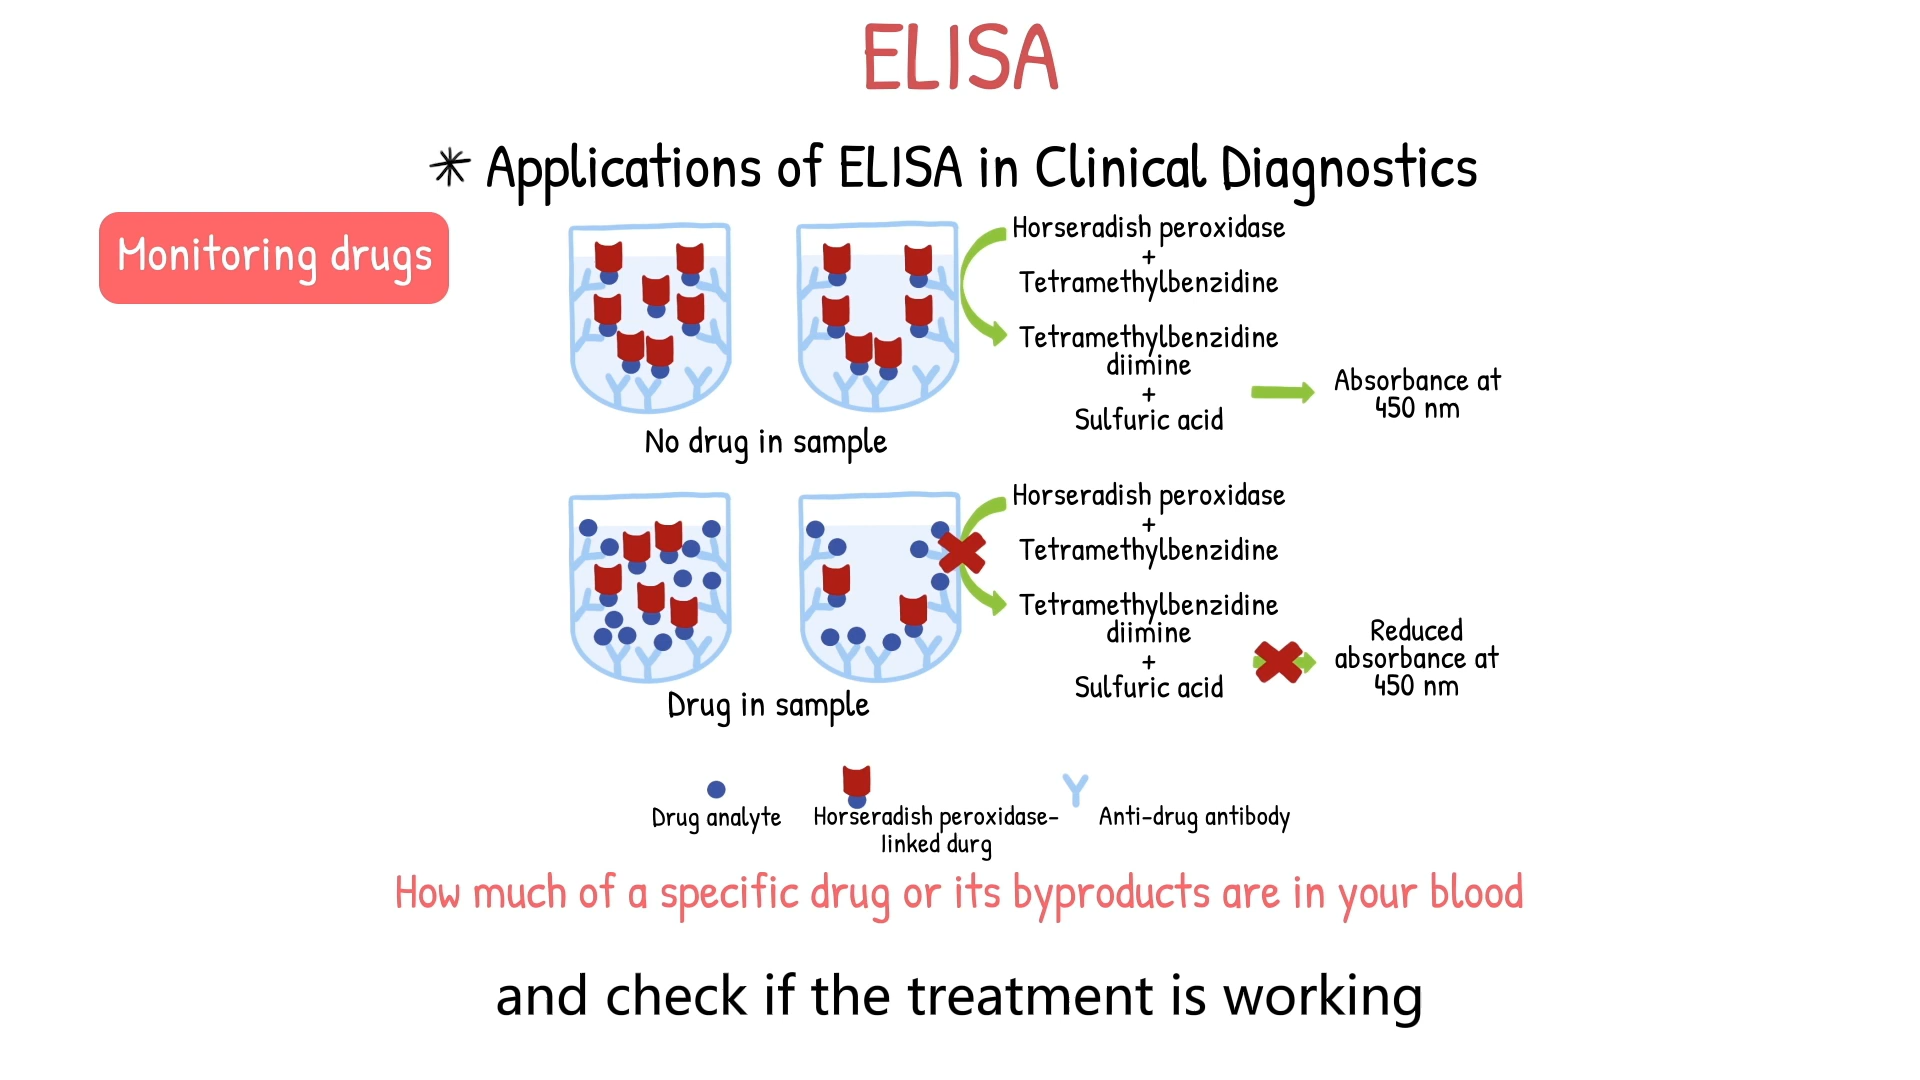 ELISA
✳ Applications of ELISA in Clinical Diagnostics
Monitoring drugs
Horseradish peroxidase
+
Tetramethylbenzidine
Tetramethylbenzidine
diimine
+
Sulfuric acid
Absorbance at
450 nm
No drug in sample
Horseradish peroxidase
+
Tetramethylbenzidine
Tetramethylbenzidine
diimine
+
Sulfuric acid
Reduced
absorbance at
450 nm
Drug in sample
Drug analyte
Horseradish peroxidase-
linked durg
Anti-drug antibody
How much of a specific drug or its byproducts are in your blood
and check if the treatment is working